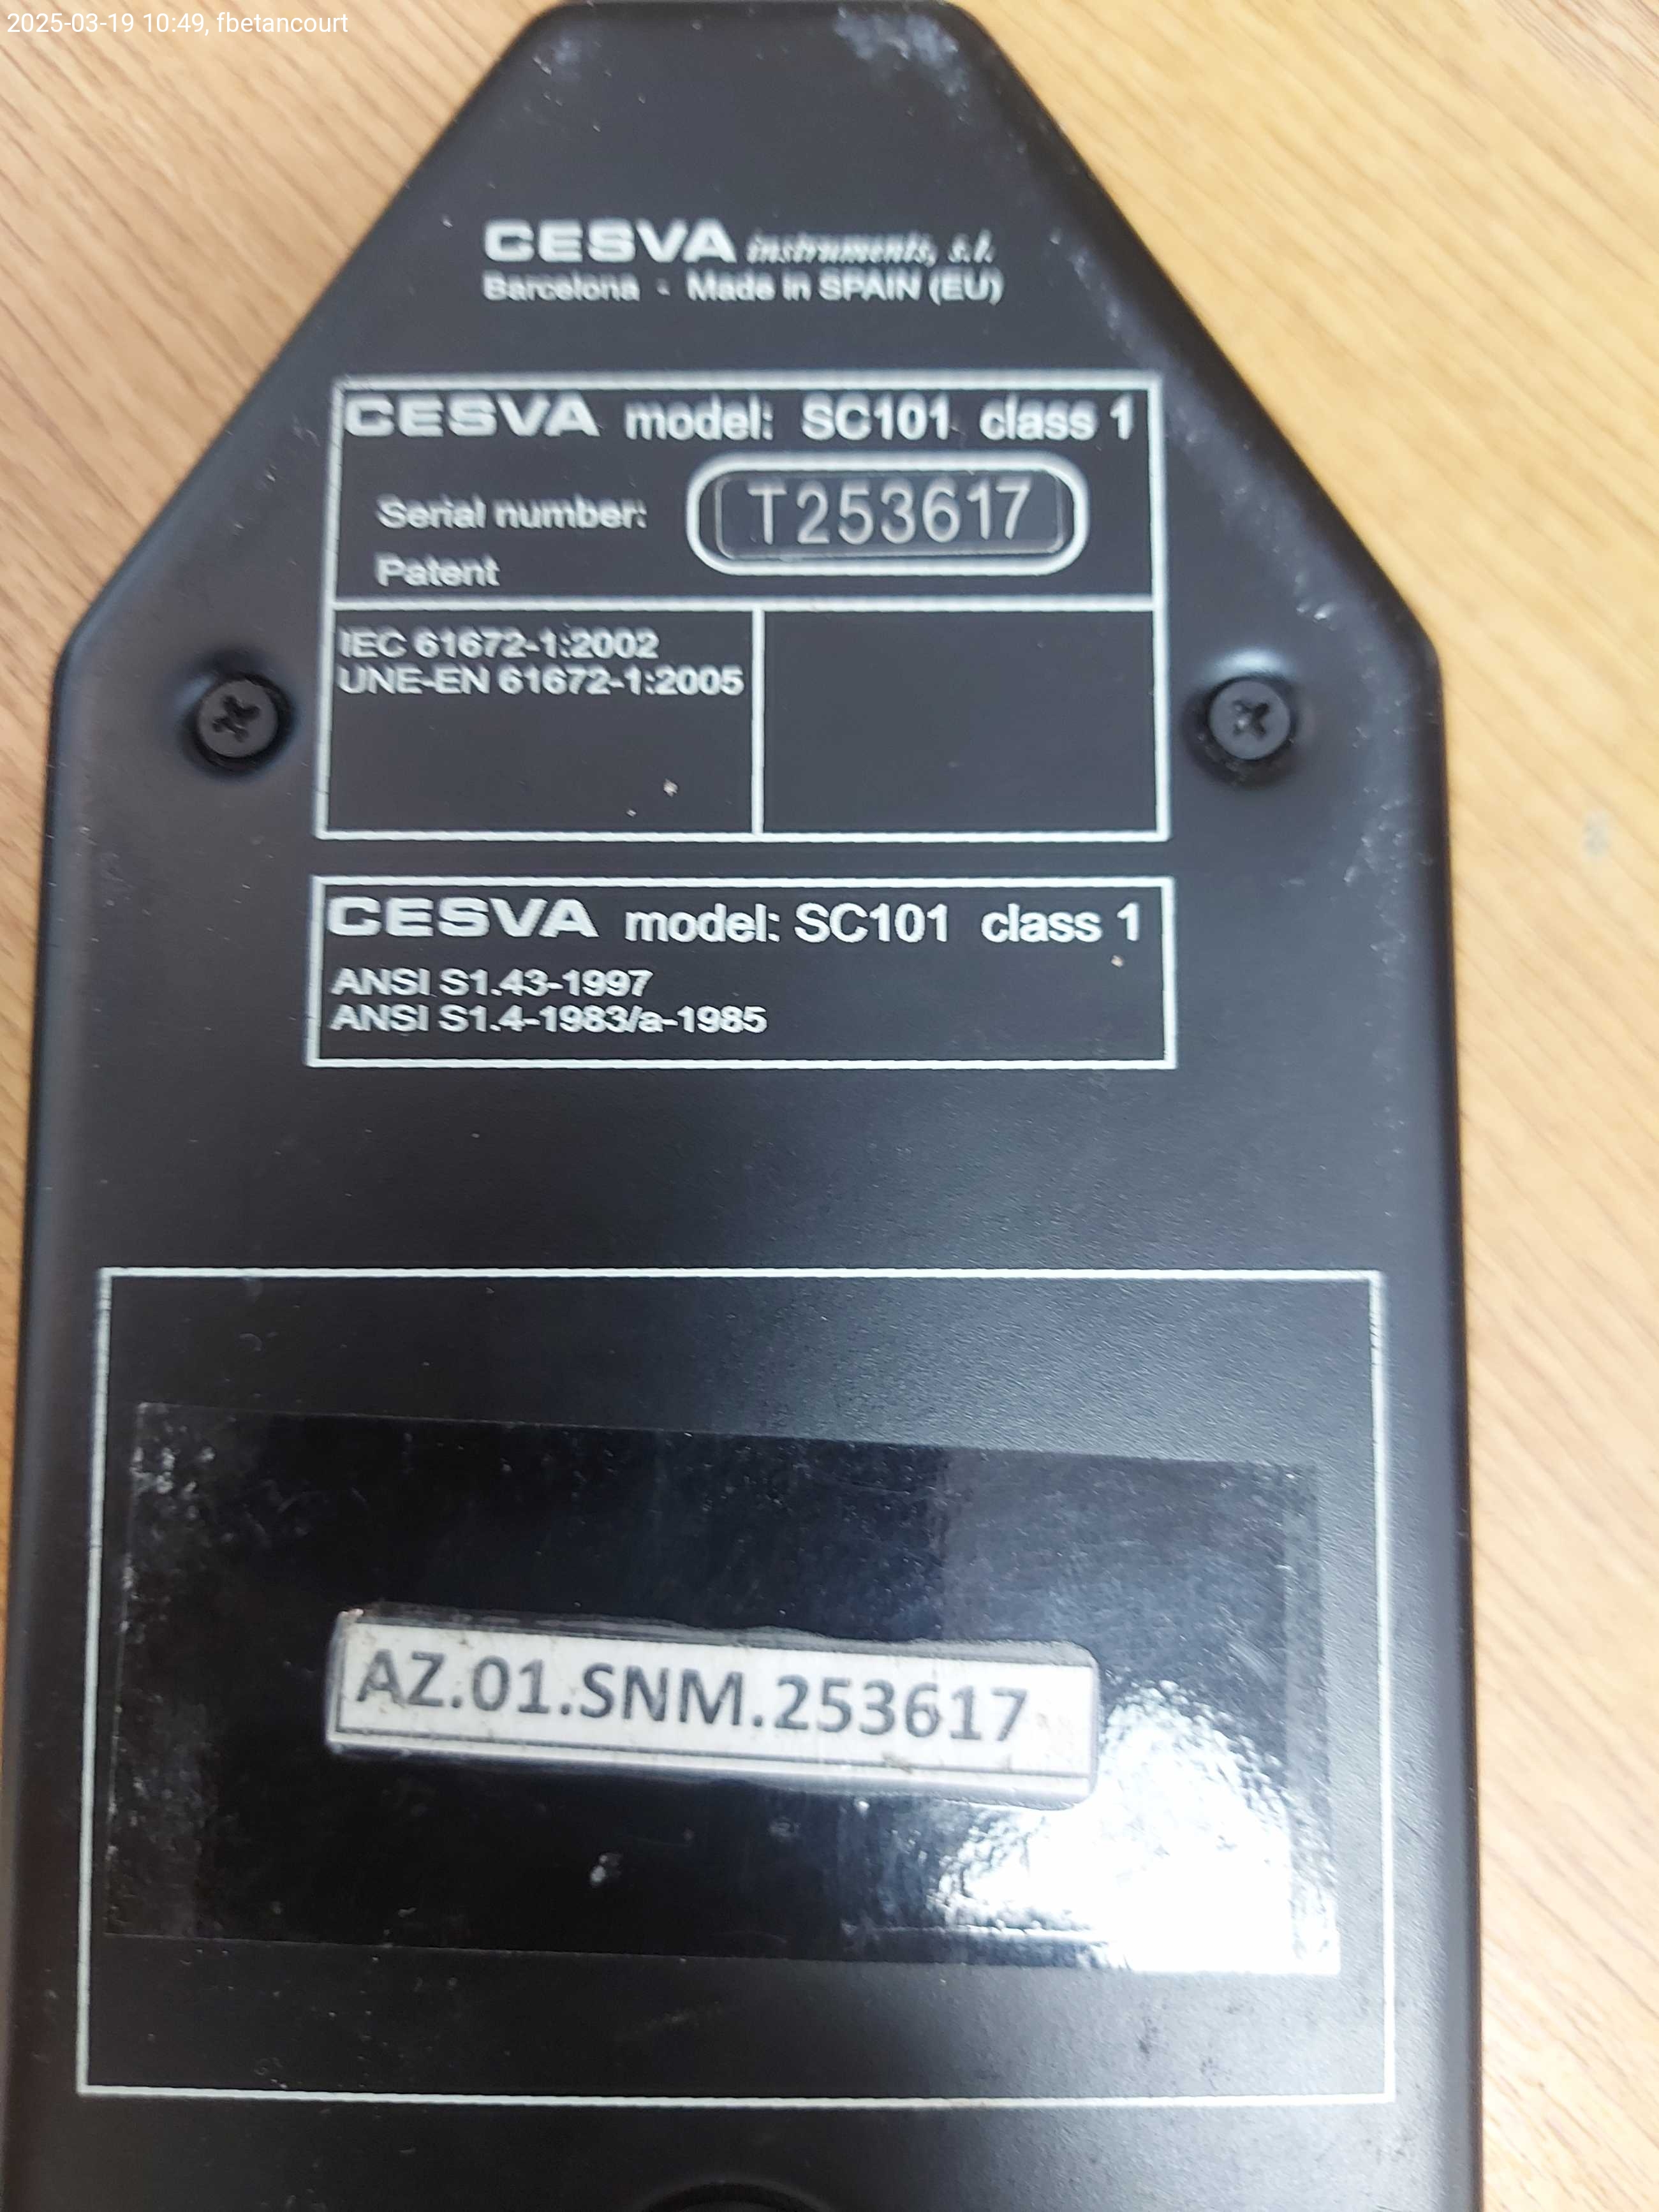 2025-03-19 10:49, fbetancourt
CESVA instruments, s.l.
Barcelona - Made in SPAIN (EU)
CESVA model: SC101 class 1
Serial number: T253617
Patent
IEC 61672-1:2002
UNE-EN 61672-1:2005
CESVA model: SC101 class 1
ANSI S1.43-1997
ANSI S1.4-1983/a-1985
AZ.01.SNM.253617